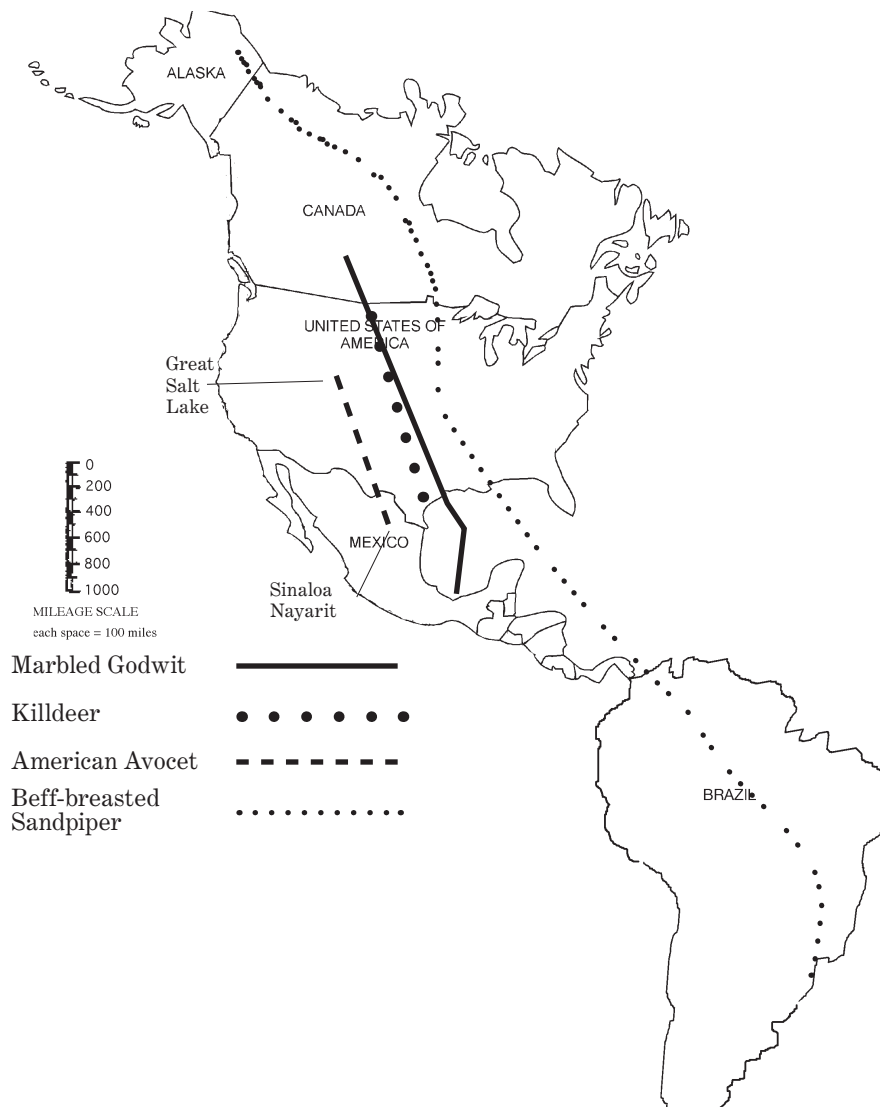 ALASKA
CANADA
UNITED STATES OF
AMERICA
Great
Salt
Lake
0
200
400
600
800
1000
MEXICO
Sinaloa
Nayarit
MILEAGE SCALE
each space = 100 miles
Marbled Godwit
Killdeer
American Avocet
Beff-breasted
Sandpiper
BRAZIL